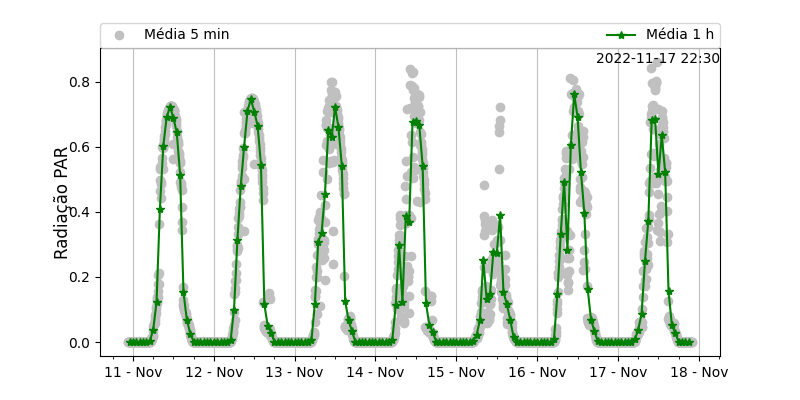 Média 5 min
Média 1 h
2022-11-17 22:30
Radiação PAR
0.8
0.6
0.4
0.2
0.0
11 - Nov
12 - Nov
13 - Nov
14 - Nov
15 - Nov
16 - Nov
17 - Nov
18 - Nov